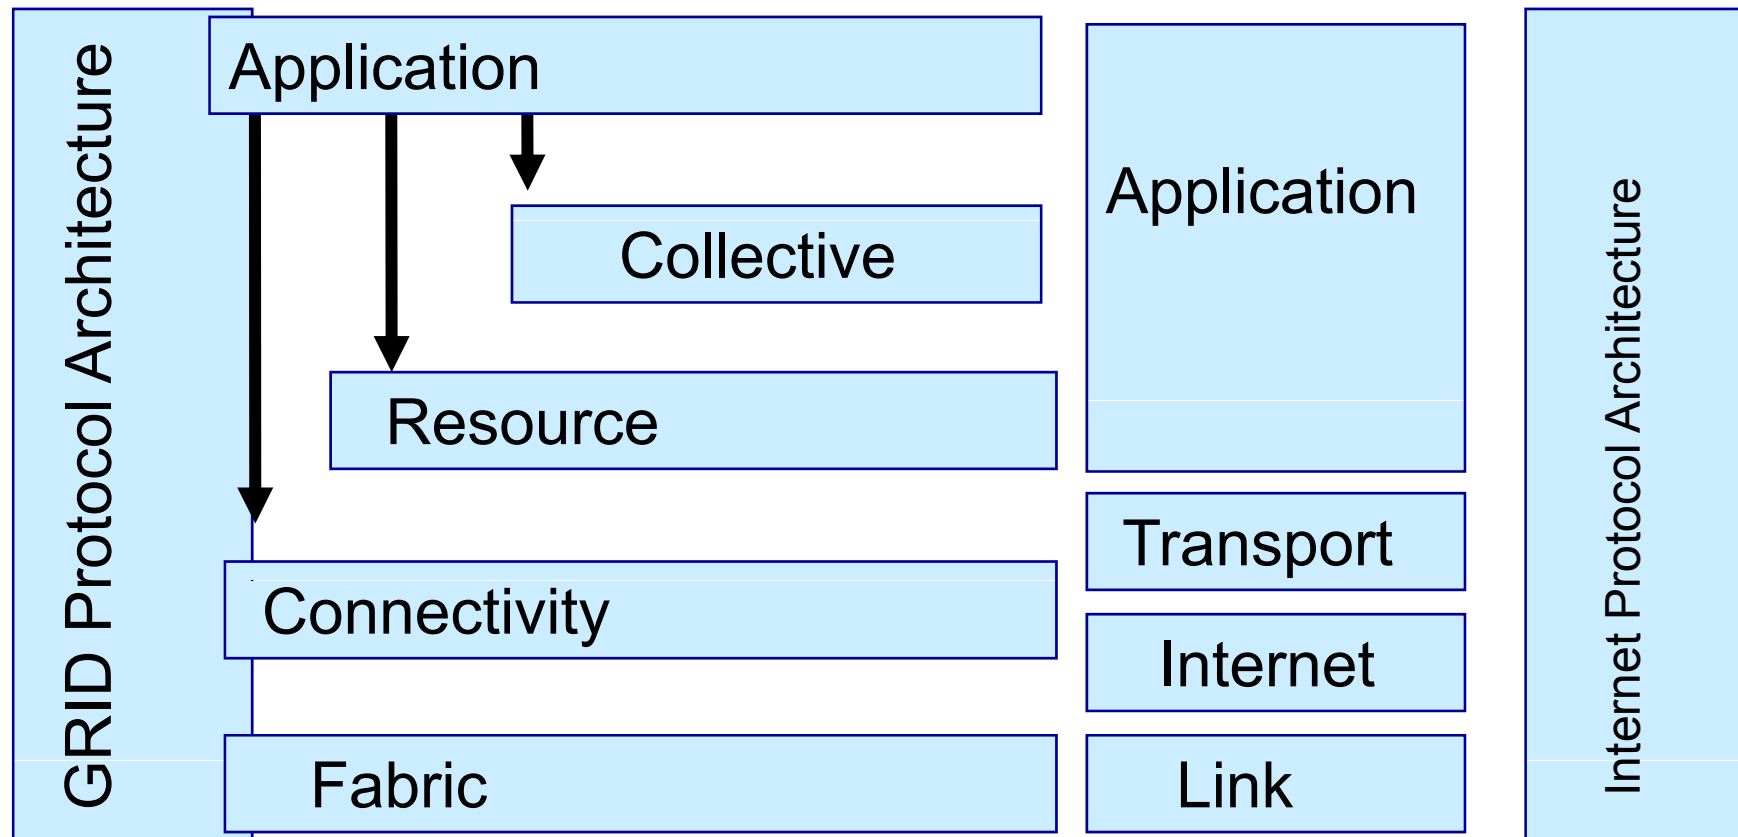 GRID Protocol Architecture
Application
Collective
Resource
Connectivity
Fabric
Application
Transport
Internet
Link
Internet Protocol Architecture